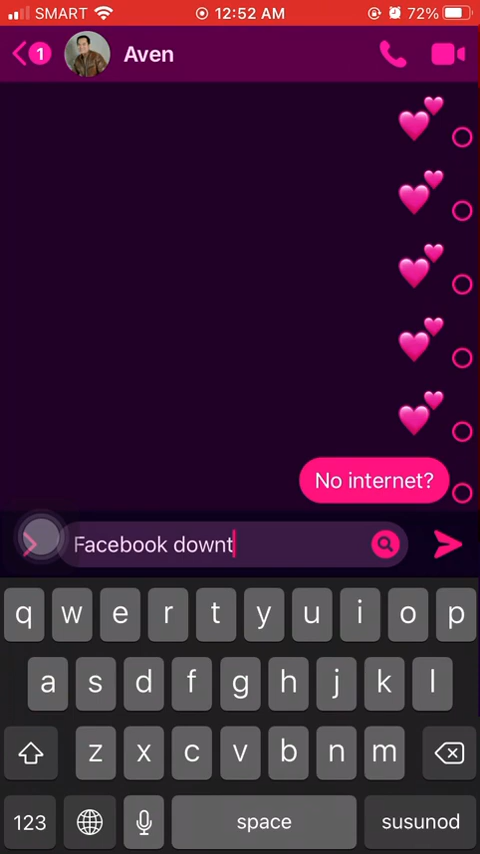 SMART 12:52 AM 72%
1 Aven
No internet?
Facebook downt
q w e r t y u i o p
a s d f g h j k l
z x c v b n m
123 space susunod